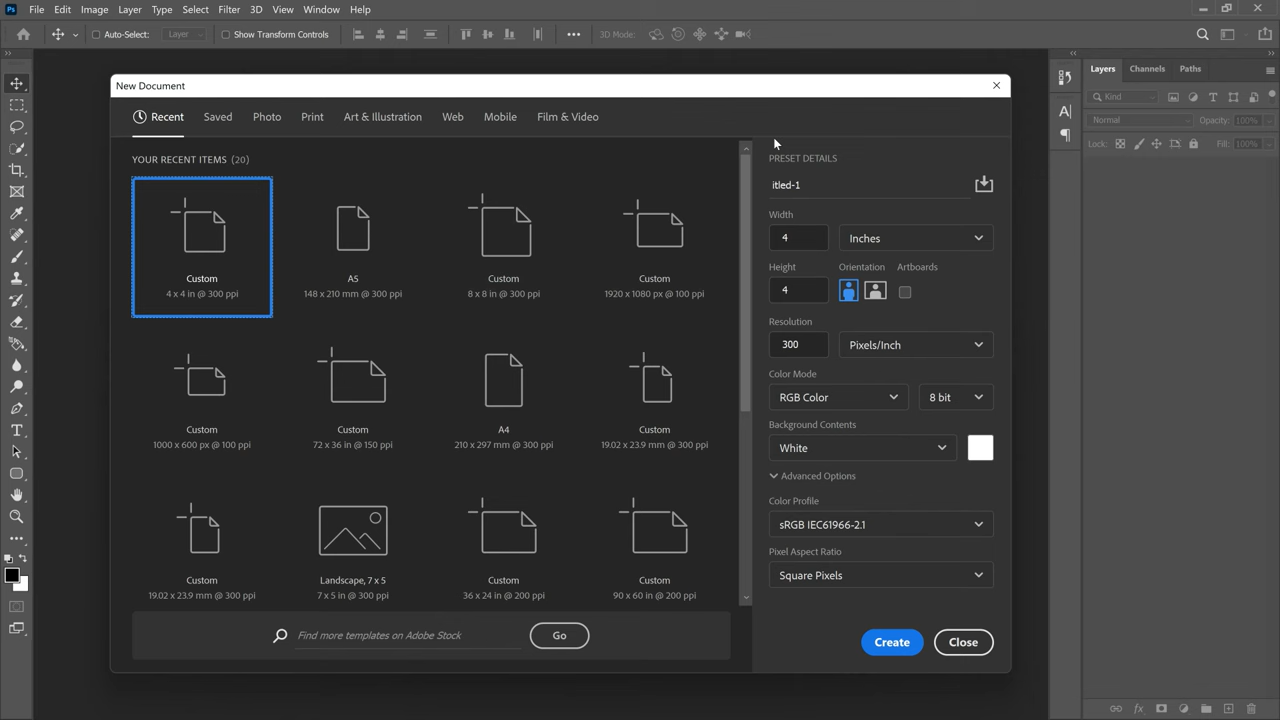 Ps File Edit Image Layer Type Select Filter 3D View Window Help
Auto-Select: Layer Show Transform Controls 3D Mode:
New Document
Recent Saved Photo Print Art & Illustration Web Mobile Film & Video
YOUR RECENT ITEMS (20)
Custom
4 x 4 in @ 300 ppi
A5
148 x 210 mm @ 300 ppi
Custom
8 x 8 in @ 300 ppi
Custom
1920 x 1080 px @ 100 ppi
Custom
1000 x 600 px @ 100 ppi
Custom
72 x 36 in @ 150 ppi
A4
210 x 297 mm @ 300 ppi
Custom
19.02 x 23.9 mm @ 300 ppi
Custom
19.02 x 23.9 mm @ 300 ppi
Landscape, 7 x 5
7 x 5 in @ 300 ppi
Custom
36 x 24 in @ 200 ppi
Custom
90 x 60 in @ 200 ppi
Find more templates on Adobe Stock
Go
PRESET DETAILS
itled-1
Width
4 Inches
Height Orientation Artboards
4
Resolution
300 Pixels/Inch
Color Mode
RGB Color 8 bit
Background Contents
White
Advanced Options
Color Profile
sRGB IEC61966-2.1
Pixel Aspect Ratio
Square Pixels
Create Close
Layers Channels Paths
Kind
Normal Opacity: 100%
Lock: Fill: 100%